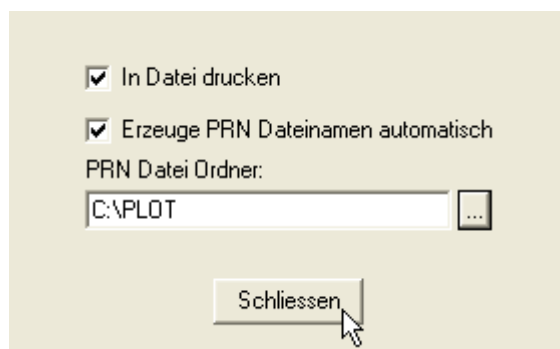 In Datei drucken
Erzeuge PRN Dateinamen automatisch
PRN Datei Ordner:
C:\PLOT
...
Schliessen